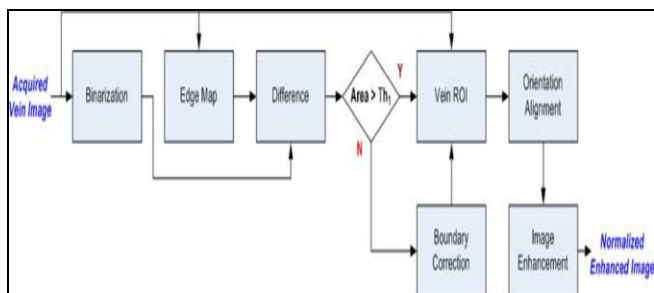 Acquired
Vein Image
Binarization
Edge Map
Difference
Area > Th₁
Y
N
Vein ROI
Orientation
Alignment
Boundary
Correction
Image
Enhancement
Normalized
Enhanced Image